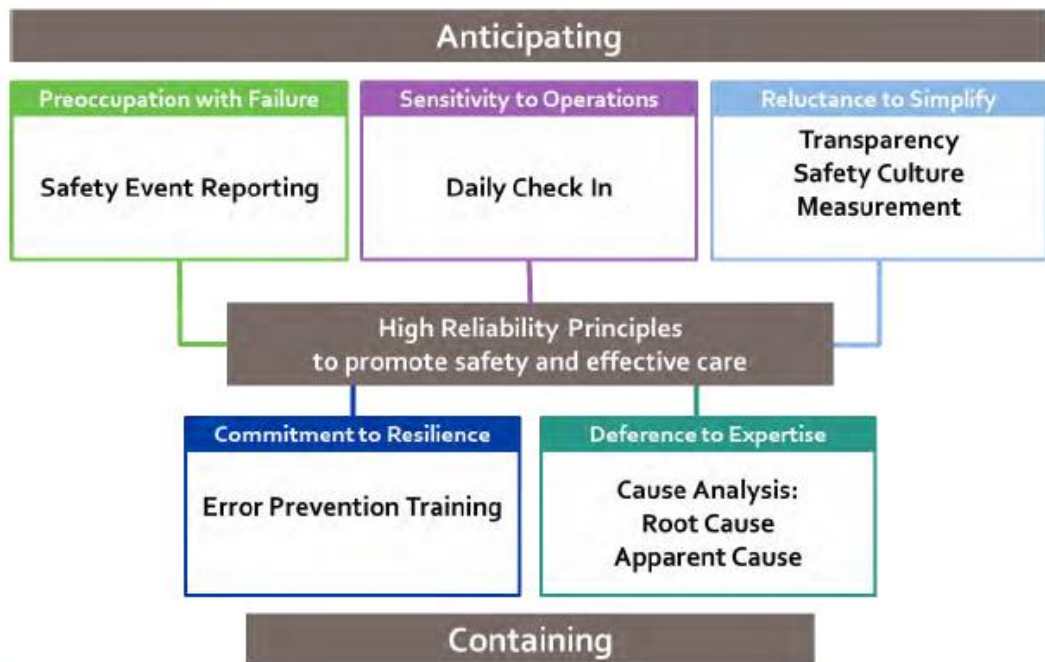 Anticipating
Preoccupation with Failure
Safety Event Reporting
Sensitivity to Operations
Daily Check In
Reluctance to Simplify
Transparency
Safety Culture
Measurement
High Reliability Principles
to promote safety and effective care
Commitment to Resilience
Error Prevention Training
Deference to Expertise
Cause Analysis:
Root Cause
Apparent Cause
Containing